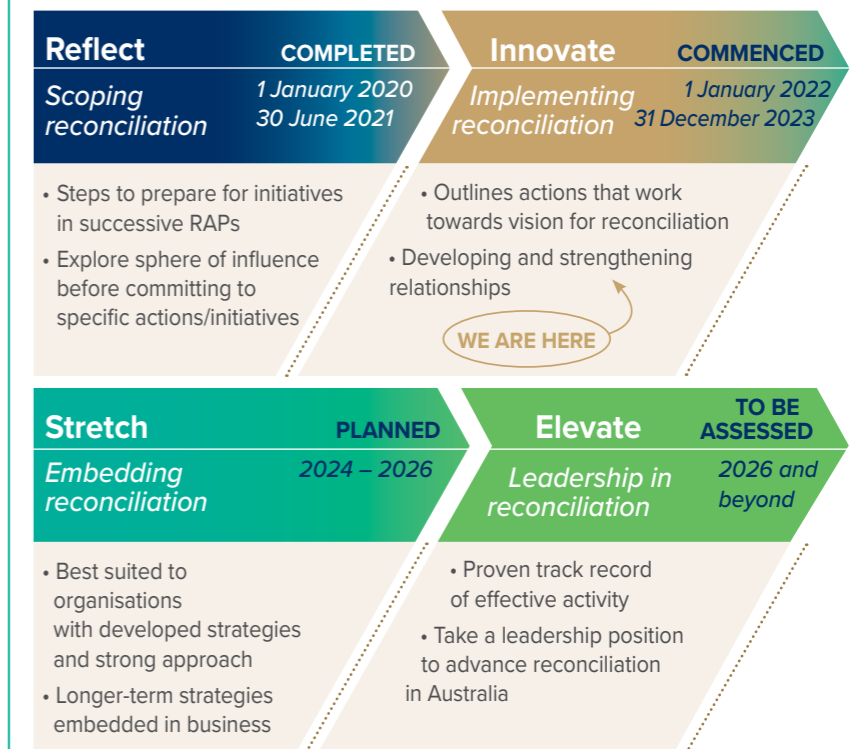 Reflect
COMPLETED
Scoping
reconciliation
1 January 2020
30 June 2021
• Steps to prepare for initiatives
in successive RAPs
• Explore sphere of influence
before committing to
specific actions/initiatives
Innovate
COMMENCED
Implementing
reconciliation
1 January 2022
31 December 2023
• Outlines actions that work
towards vision for reconciliation
• Developing and strengthening
relationships
WE ARE HERE
Stretch
PLANNED
Embedding
reconciliation
2024 – 2026
• Best suited to
organisations
with developed strategies
and strong approach
• Longer-term strategies
embedded in business
Elevate
TO BE
ASSESSED
Leadership in
reconciliation
2026 and
beyond
• Proven track record
of effective activity
• Take a leadership position
to advance reconciliation
in Australia